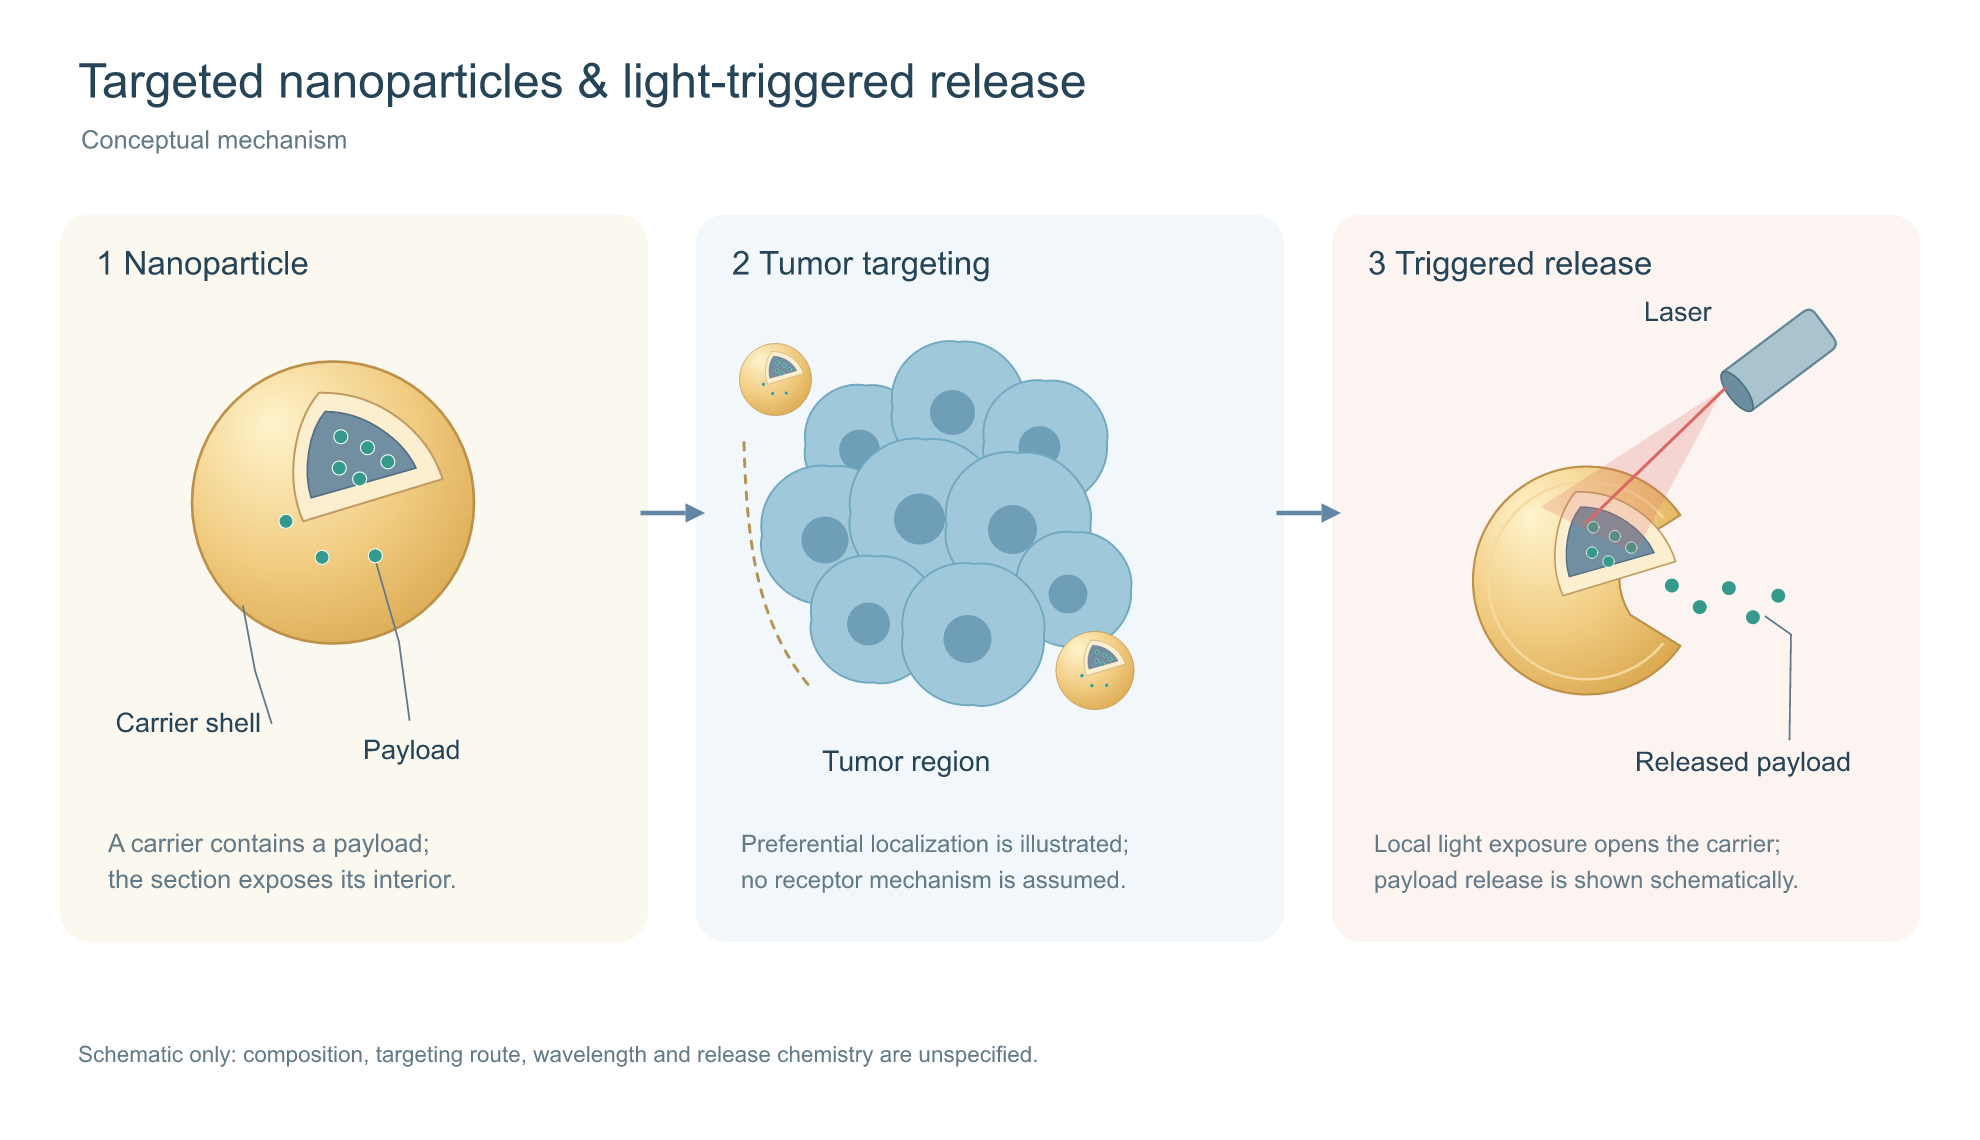 Targeted nanoparticles & light-triggered release
Conceptual mechanism
1 Nanoparticle
Carrier shell
Payload
A carrier contains a payload;
the section exposes its interior.
2 Tumor targeting
Tumor region
Preferential localization is illustrated;
no receptor mechanism is assumed.
3 Triggered release
Laser
Released payload
Local light exposure opens the carrier;
payload release is shown schematically.
Schematic only: composition, targeting route, wavelength and release chemistry are unspecified.